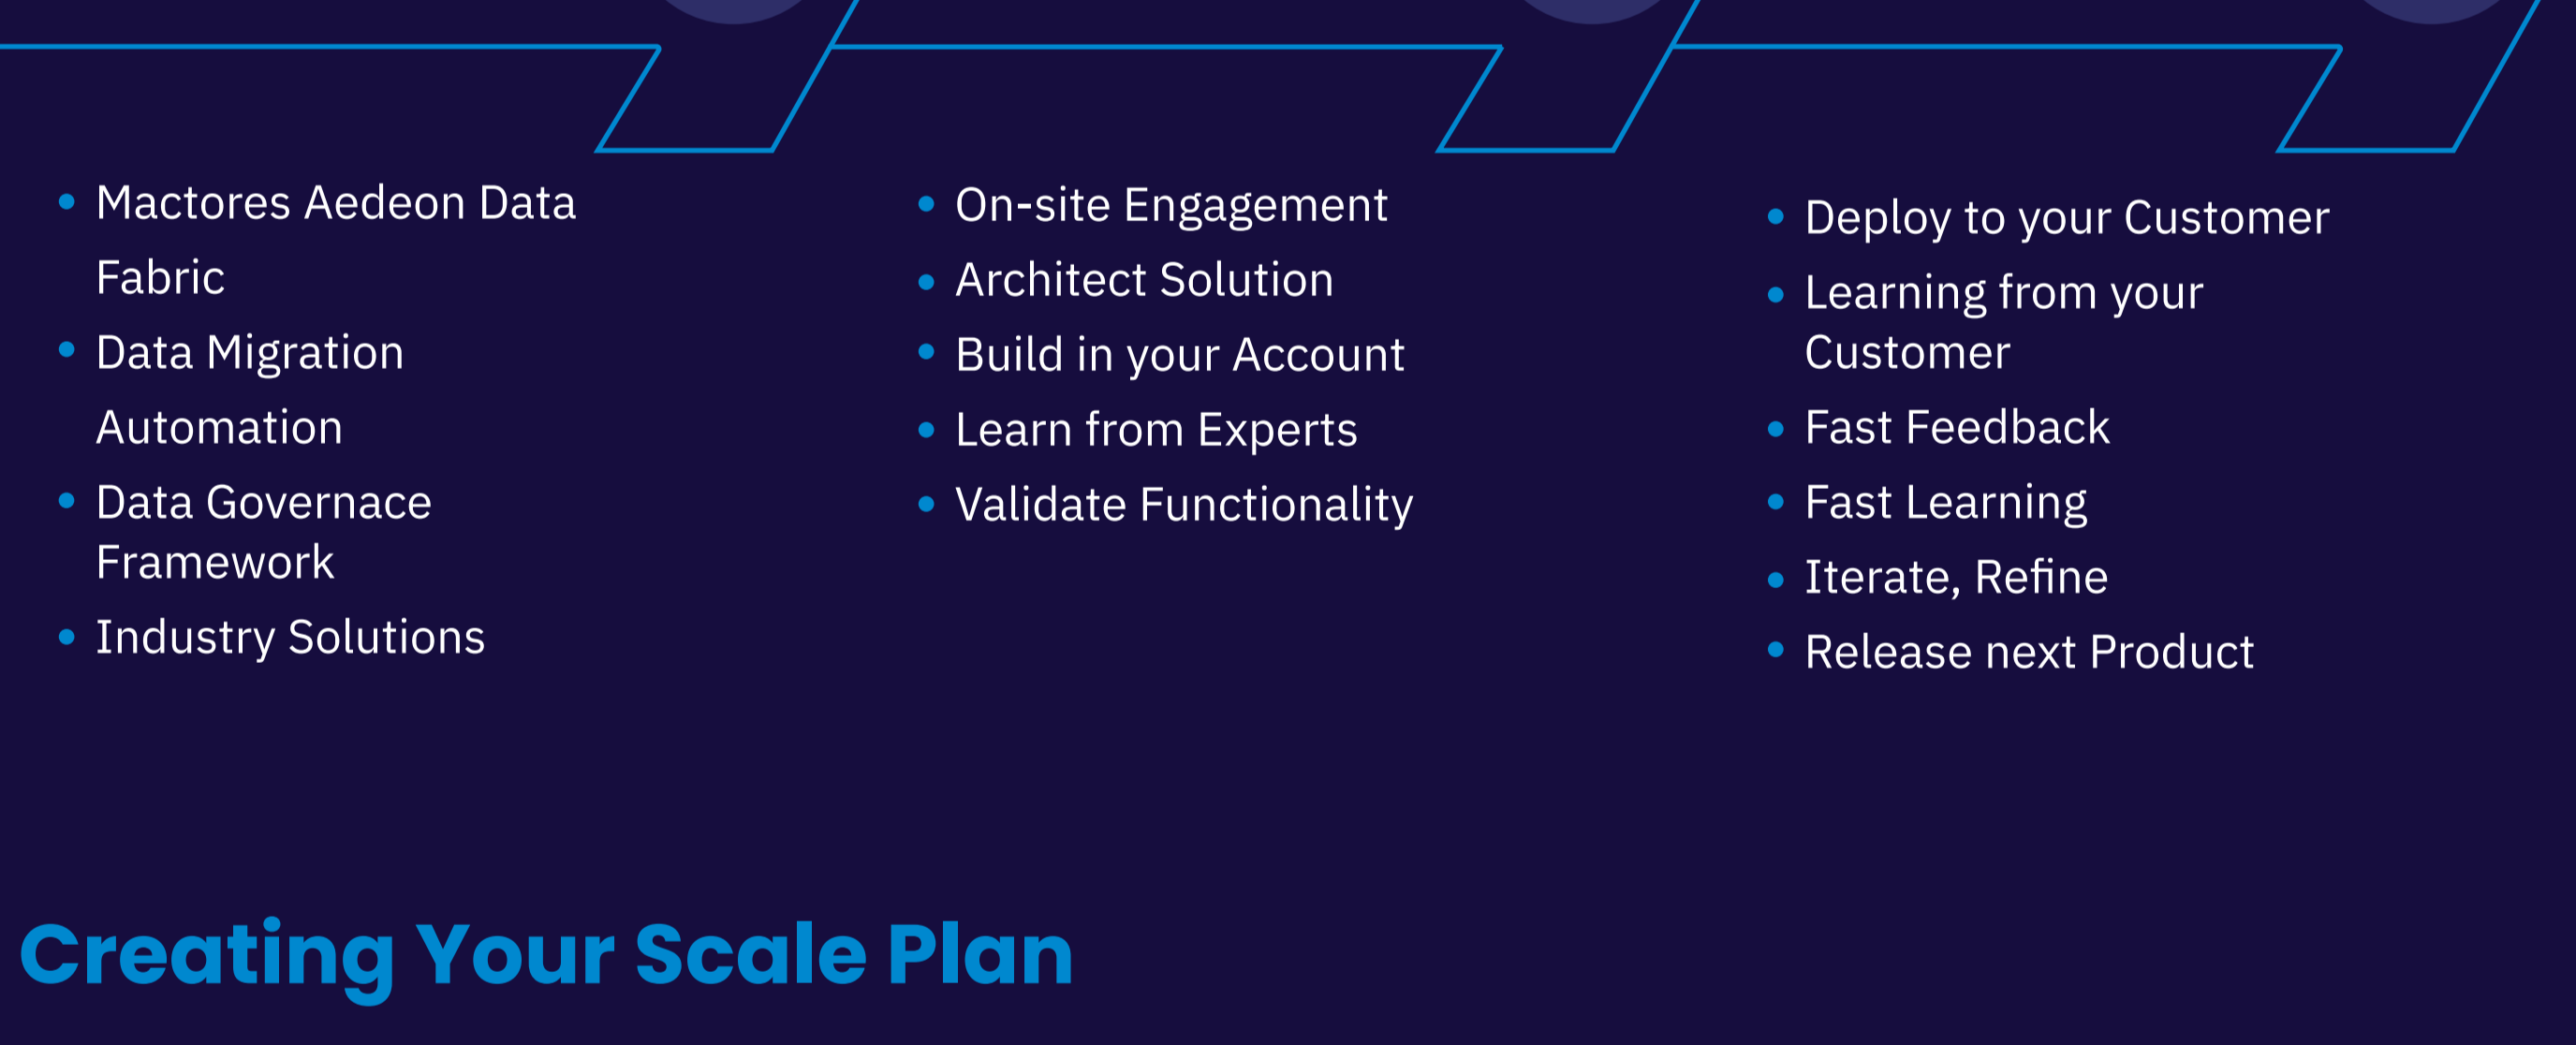 Mactores Aedeon Data
Fabric
Data Migration
Automation
Data Governace
Framework
Industry Solutions
On-site Engagement
Architect Solution
Build in your Account
Learn from Experts
Validate Functionality
Deploy to your Customer
Learning from your
Customer
Fast Feedback
Fast Learning
Iterate, Refine
Release next Product
Creating Your Scale Plan